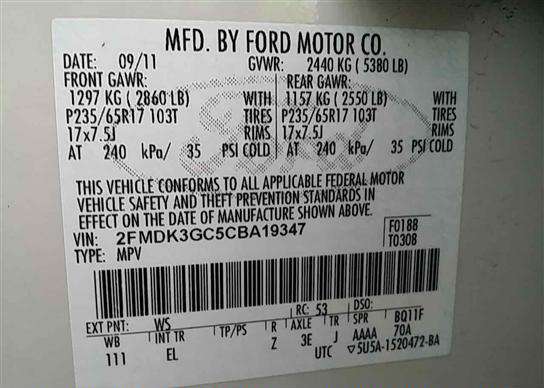 MFD. BY FORD MOTOR CO.
DATE: 09/11 GVWR: 2440 KG ( 5380 LB)
FRONT GAWR: REAR GAWR:
1297 KG ( 2860 LB) WITH 1157 KG ( 2550 LB) WITH
P235/65R17 103T TIRES P235/65R17 103T TIRES
17x7.5J RIMS 17x7.5J RIMS
AT 240 kPa/ 35 PSI COLD AT 240 kPa/ 35 PSI COLD
THIS VEHICLE CONFORMS TO ALL APPLICABLE FEDERAL MOTOR
VEHICLE SAFETY AND THEFT PREVENTION STANDARDS IN
EFFECT ON THE DATE OF MANUFACTURE SHOWN ABOVE.
VIN: 2FMDK3GC5CBA19347 F0188
TYPE: MPV T0308
EXT PNT: WS RC: 53 DSO:
WB INT TR TP/PS R AXLE TR SPR BQ11F
111 EL Z 3E J AAAA 70A
UTC ▽5U5A-1520472-BA